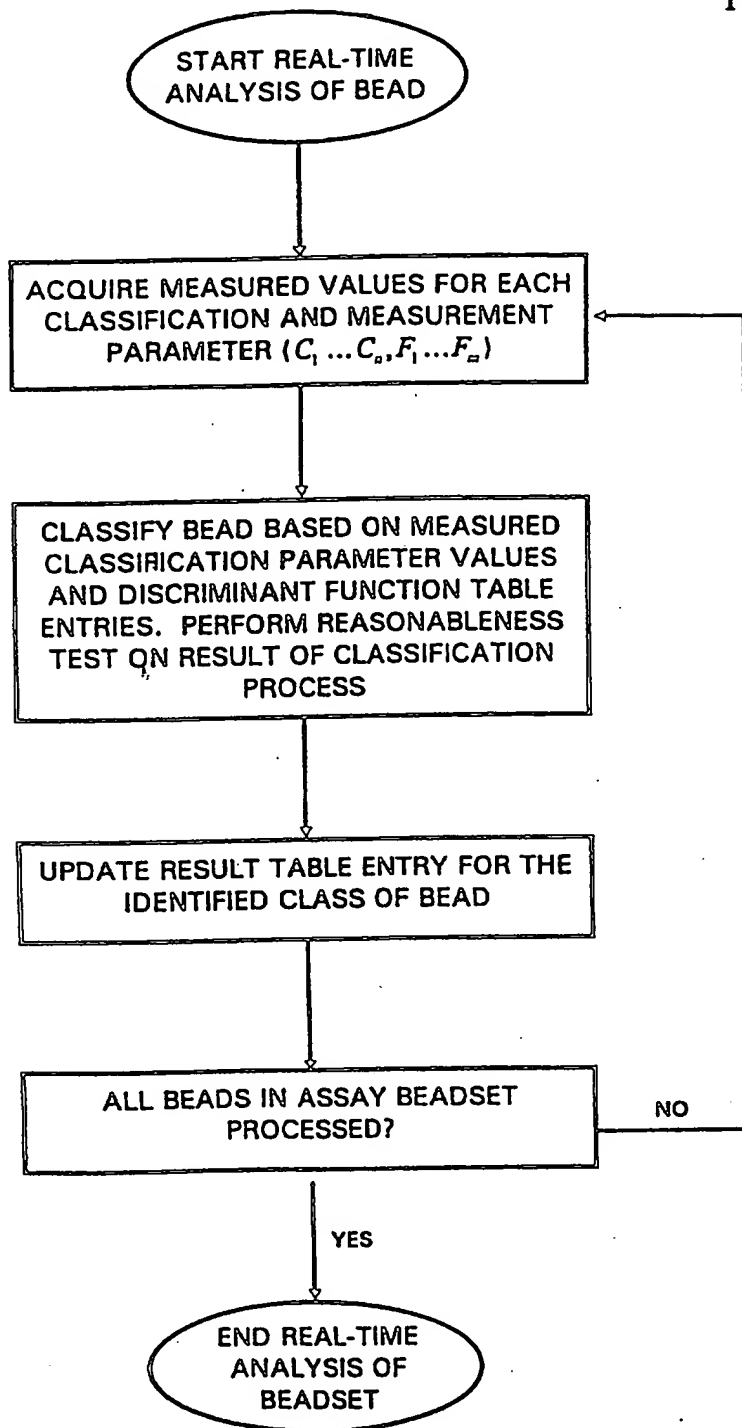 START REAL-TIME
ANALYSIS OF BEAD
ACQUIRE MEASURED VALUES FOR EACH
CLASSIFICATION AND MEASUREMENT
PARAMETER (C₁ ...Cₙ,F₁ ...Fₘ)
CLASSIFY BEAD BASED ON MEASURED
CLASSIFICATION PARAMETER VALUES
AND DISCRIMINANT FUNCTION TABLE
ENTRIES. PERFORM REASONABLENESS
TEST ON RESULT OF CLASSIFICATION
PROCESS
UPDATE RESULT TABLE ENTRY FOR THE
IDENTIFIED CLASS OF BEAD
ALL BEADS IN ASSAY BEADSET
PROCESSED?
NO
YES
END REAL-TIME
ANALYSIS OF
BEADSET